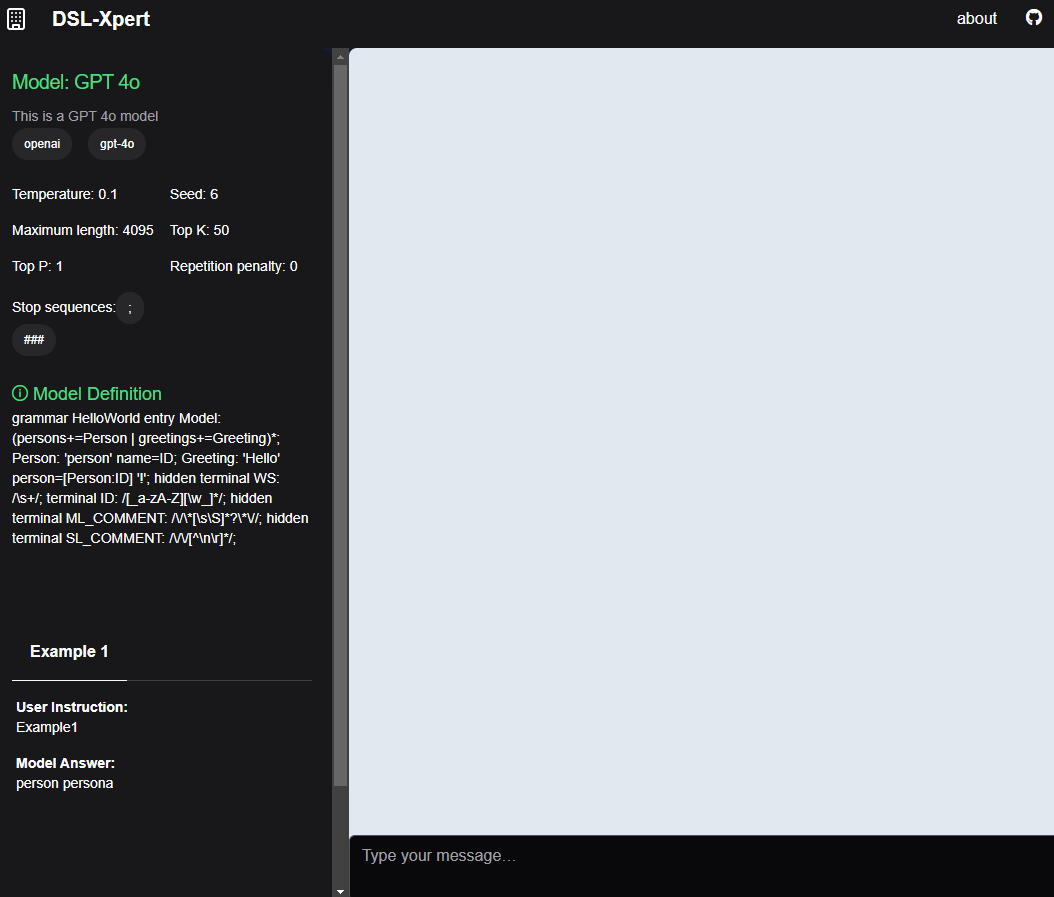 DSL-Xpert
about
Model: GPT 4o
This is a GPT 4o model
openai gpt-4o
Temperature: 0.1 Seed: 6
Maximum length: 4095 Top K: 50
Top P: 1 Repetition penalty: 0
Stop sequences: ;
###
Model Definition
grammar HelloWorld entry Model:
(persons+=Person | greetings+=Greeting)*;
Person: 'person' name=ID; Greeting: 'Hello'
person=[Person:ID] '!'; hidden terminal WS:
/\s+/; terminal ID: /[_a-zA-Z][\w_]*/; hidden
terminal ML_COMMENT: /\/\*[\s\S]*?\*\//; hidden
terminal SL_COMMENT: /\/\/[^\n\r]*/;
Example 1
User Instruction:
Example1
Model Answer:
person persona
Type your message…